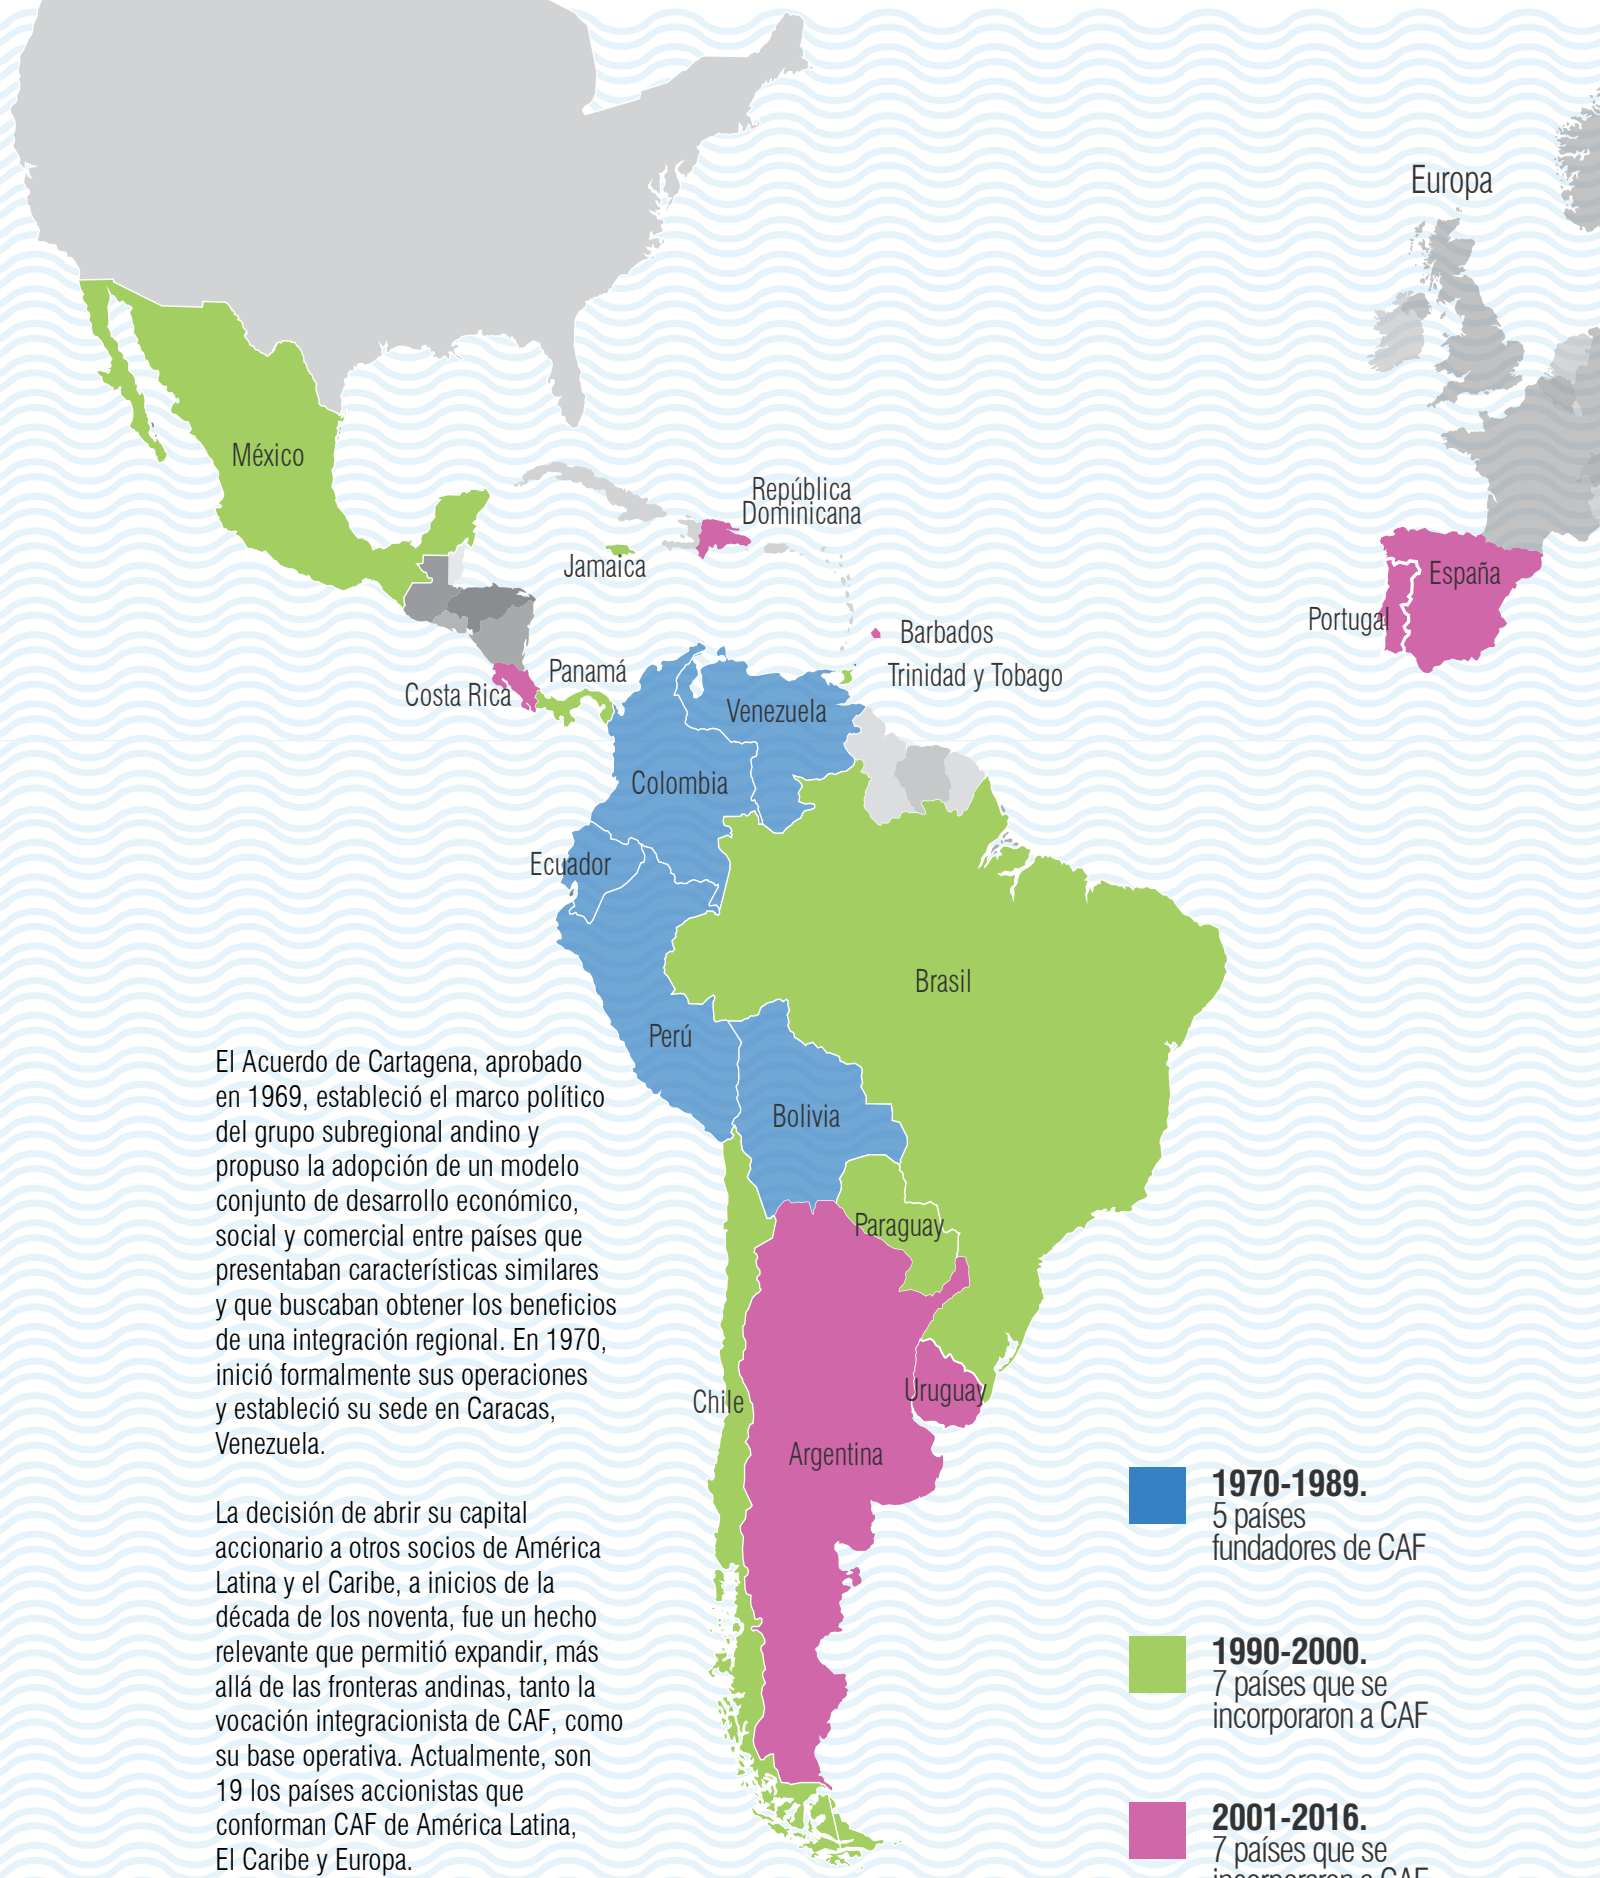 Europa
México
República
Dominicana
Jamaica
España
Portugal
Barbados
Panamá
Trinidad y Tobago
Costa Rica
Venezuela
Colombia
Ecuador
Brasil
Perú
Bolivia
Paraguay
Chile
Uruguay
Argentina
El Acuerdo de Cartagena, aprobado
en 1969, estableció el marco político
del grupo subregional andino y
propuso la adopción de un modelo
conjunto de desarrollo económico,
social y comercial entre países que
presentaban características similares
y que buscaban obtener los beneficios
de una integración regional. En 1970,
inició formalmente sus operaciones
y estableció su sede en Caracas,
Venezuela.
La decisión de abrir su capital
accionario a otros socios de América
Latina y el Caribe, a inicios de la
década de los noventa, fue un hecho
relevante que permitió expandir, más
allá de las fronteras andinas, tanto la
vocación integracionista de CAF, como
su base operativa. Actualmente, son
19 los países accionistas que
conforman CAF de América Latina,
El Caribe y Europa.
1970-1989.
5 países
fundadores de CAF
1990-2000.
7 países que se
incorporaron a CAF
2001-2016.
7 países que se
incorporaron a CAF